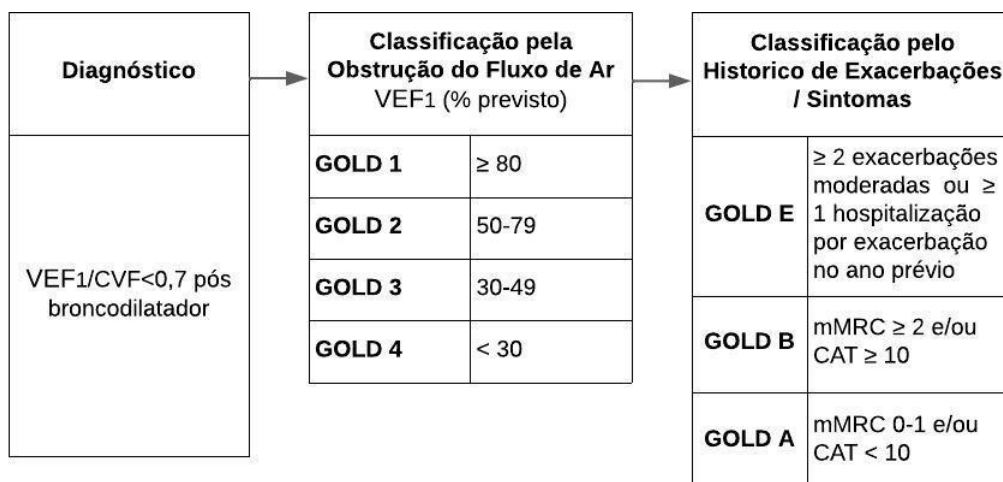 Diagnóstico
VEF1/CVF<0,7 pós
broncodilatador
Classificação pela
Obstrução do Fluxo de Ar
VEF1 (% previsto)
GOLD 1 ≥ 80
GOLD 2 50-79
GOLD 3 30-49
GOLD 4 < 30
Classificação pelo
Historico de Exacerbações
/ Sintomas
GOLD E
≥ 2 exacerbações
moderadas ou ≥
1 hospitalização
por exacerbação
no ano prévio
GOLD B
mMRC ≥ 2 e/ou
CAT ≥ 10
GOLD A
mMRC 0-1 e/ou
CAT < 10